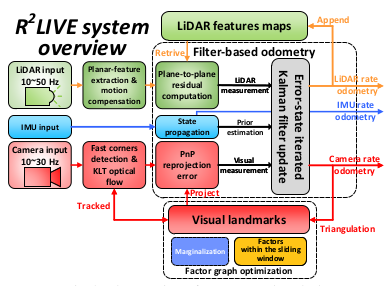 R²LIVE system
overview
LiDAR features maps
Append
Retrieve
Filter-based odometry
LiDAR input
10~50 Hz
Planar-feature
extraction &
motion
compensation
Plane-to-plane
residual
computation
LiDAR
measurement
Error-state iterated
Kalman filter update
LiDAR rate
odometry
IMU input
State
propagation
Prior
estimation
IMU rate
odometry
Camera input
10~30 Hz
Fast corners
detection &
KLT optical
flow
PnP
reprojection
error
Visual
measurement
Camera rate
odometry
Project
Tracked
Visual landmarks
Triangulation
Marginalization
Factors
within the sliding
window
Factor graph optimization